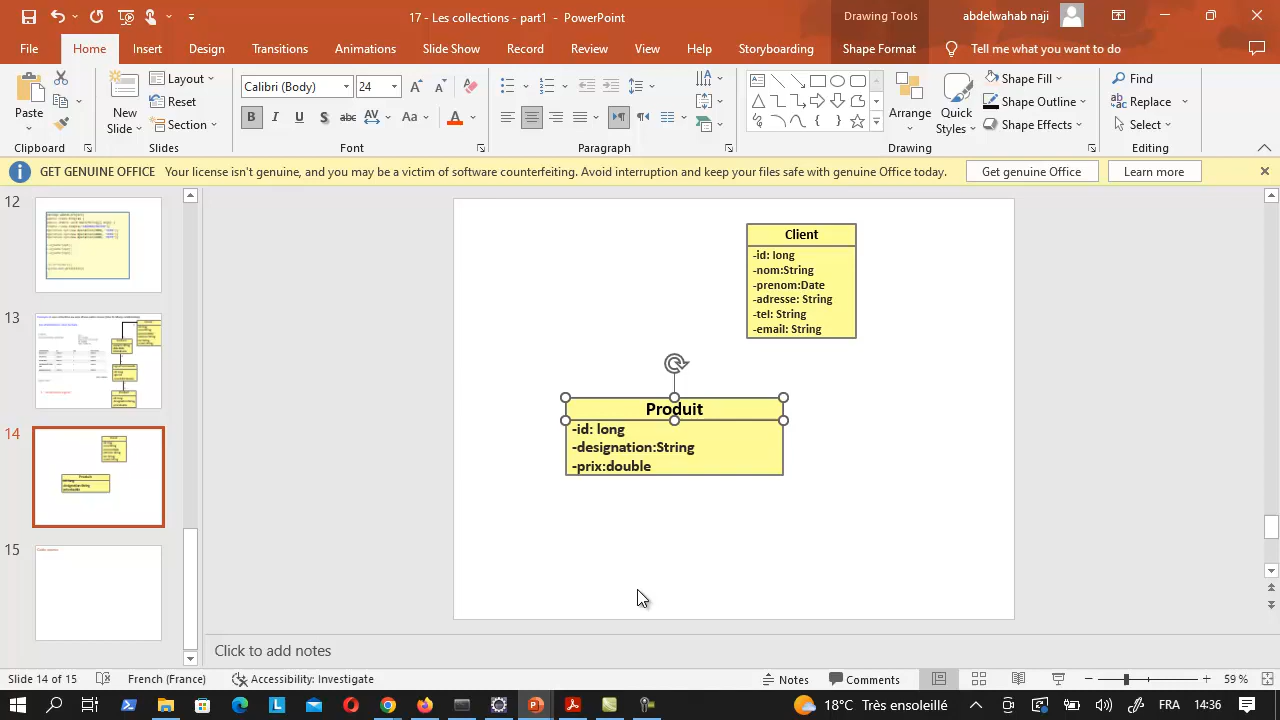 17 - Les collections - part1 - PowerPoint
Drawing Tools
abdelwahab naji
File Home Insert Design Transitions Animations Slide Show Record Review View Help Storyboarding Shape Format Tell me what you want to do
Paste
Clipboard
New Slide
Layout
Reset
Section
Slides
Calibri (Body) 24
B I U S abc AV Aa A
Font
Paragraph
Arrange
Quick Styles
Shape Fill
Shape Outline
Shape Effects
Drawing
Find
Replace
Select
Editing
GET GENUINE OFFICE Your license isn't genuine, and you may be a victim of software counterfeiting. Avoid interruption and keep your files safe with genuine Office today. Get genuine Office Learn more
12
13
14
15
Client
-id: long
-nom:String
-prenom:Date
-adresse: String
-tel: String
-email: String
Produit
-id: long
-designation:String
-prix:double
Click to add notes
Slide 14 of 15 French (France) Accessibility: Investigate Notes Comments 59 %
18°C Très ensoleillé FRA 14:36